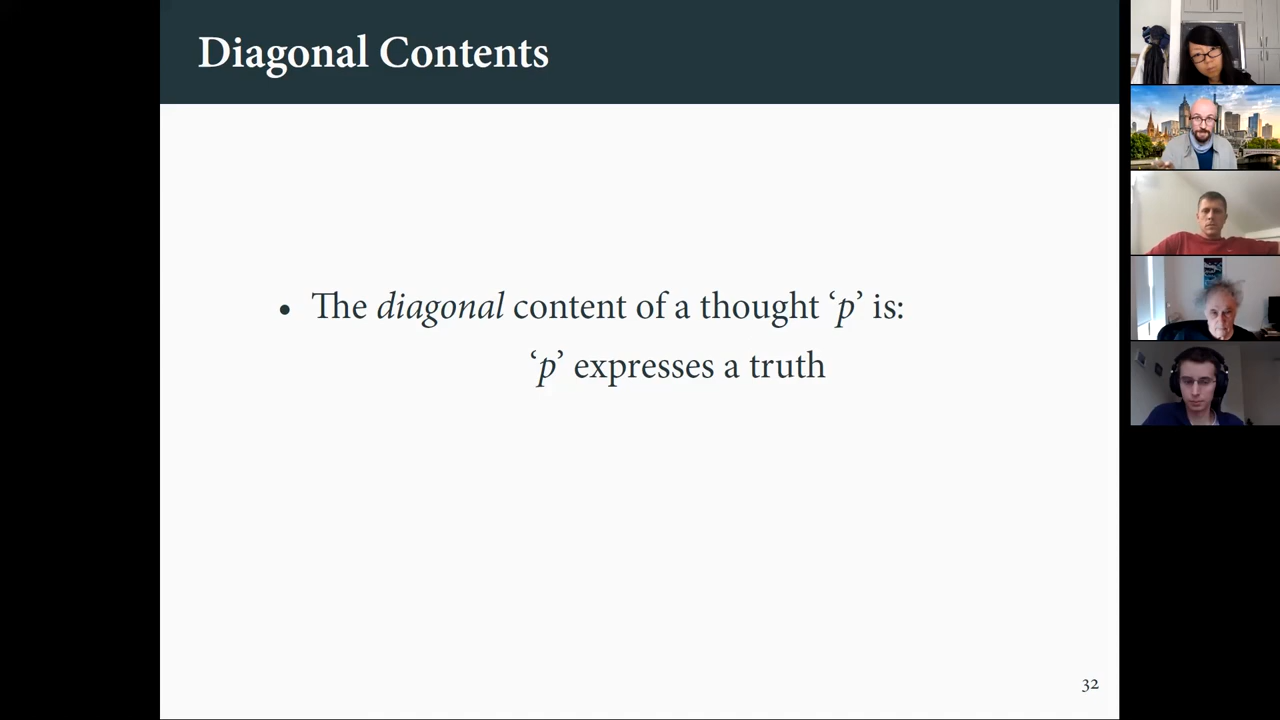 Diagonal Contents
• The diagonal content of a thought ‘p’ is:
‘p’ expresses a truth
32